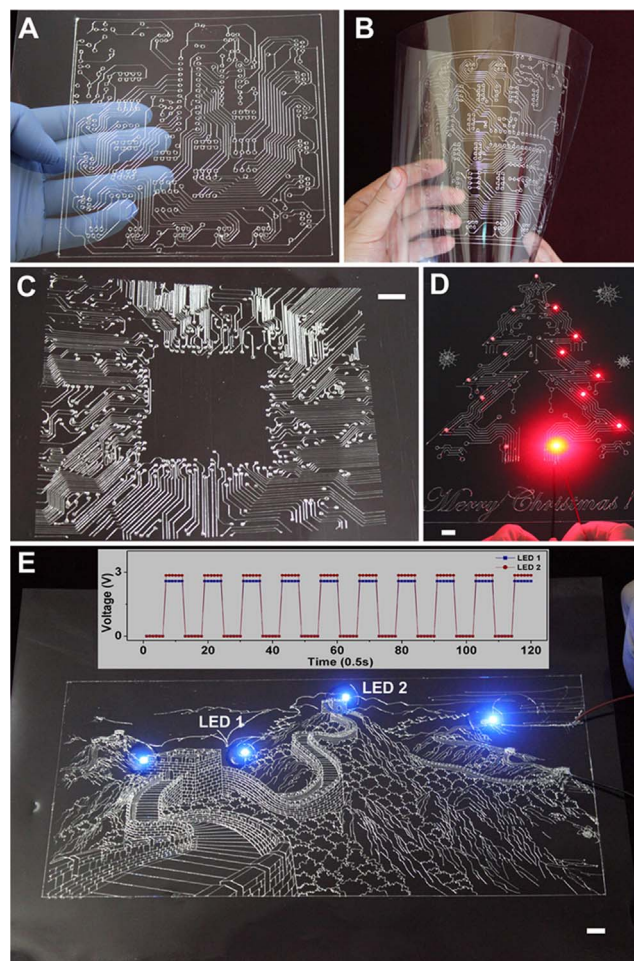 A
B
C
D
Merry Christmas!
E
LED 1
LED 2
Voltage (V)
3
0
0 20 40 60 80 100 120
Time (0.5s)
LED 2
LED 1